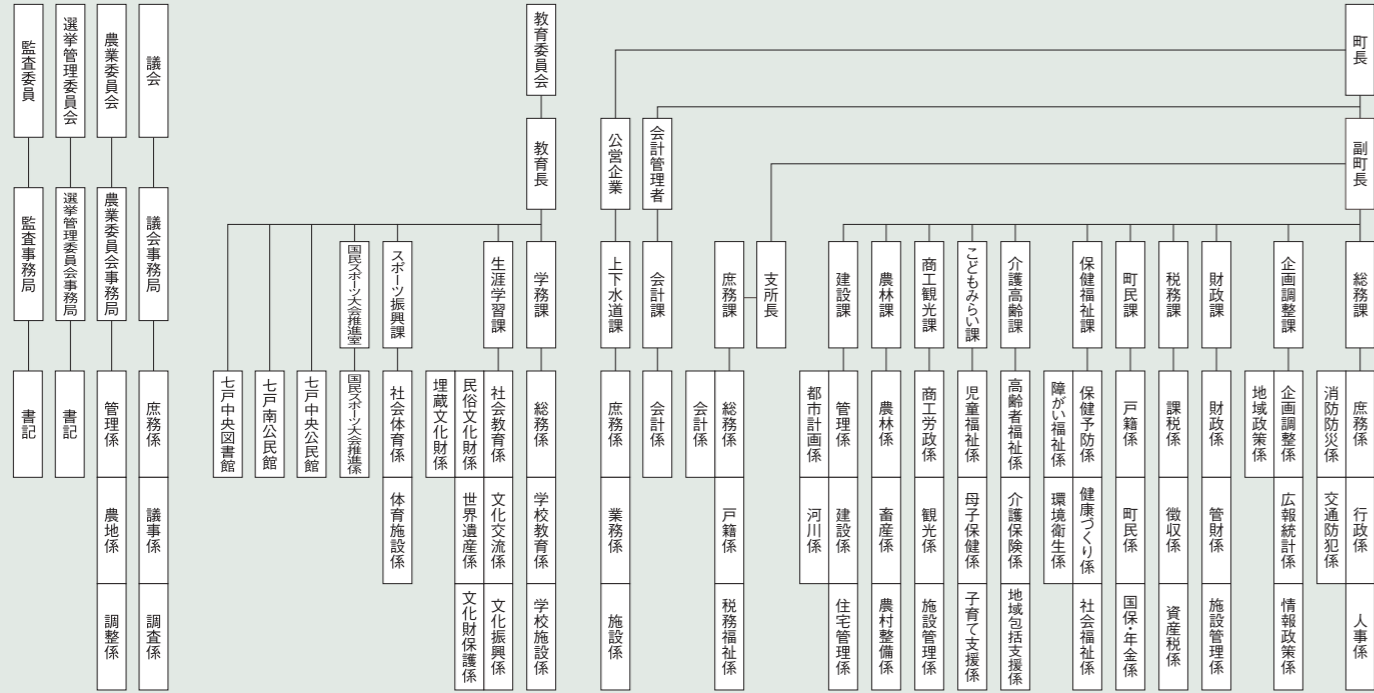 町長
副町長
総務課
庶務係
行政係
人事係
消防防災係
交通防犯係
企画調整課
企画調整係
広報統計係
情報政策係
地域政策係
財政課
財政係
管財係
施設管理係
税務課
課税係
徴収係
資産税係
町民課
戸籍係
町民係
国保・年金係
保健福祉課
保健予防係
健康づくり係
社会福祉係
障がい福祉係
環境衛生係
介護高齢課
高齢者福祉係
介護保険係
地域包括支援係
こどもみらい課
児童福祉係
母子保健係
子育て支援係
商工観光課
商工労政係
観光係
施設管理係
農林課
農林係
畜産係
農村整備係
建設課
管理係
建設係
住宅管理係
都市計画係
河川係
支所長
庶務課
総務係
戸籍係
税務福祉係
会計係
会計管理者
会計課
会計係
公営企業
上下水道課
庶務係
業務係
施設係
教育委員会
教育長
学務課
総務係
学校教育係
学校施設係
生涯学習課
社会教育係
文化交流係
文化振興係
民俗文化財係
世界遺産係
文化財保護係
埋蔵文化財係
スポーツ振興課
社会体育係
体育施設係
国民スポーツ大会推進室
国民スポーツ大会推進係
七戸中央公民館
七戸南公民館
七戸中央図書館
議会
議会事務局
庶務係
議事係
調査係
農業委員会
農業委員会事務局
管理係
農地係
調整係
選挙管理委員会
選挙管理委員会事務局
書記
監査委員
監査事務局
書記